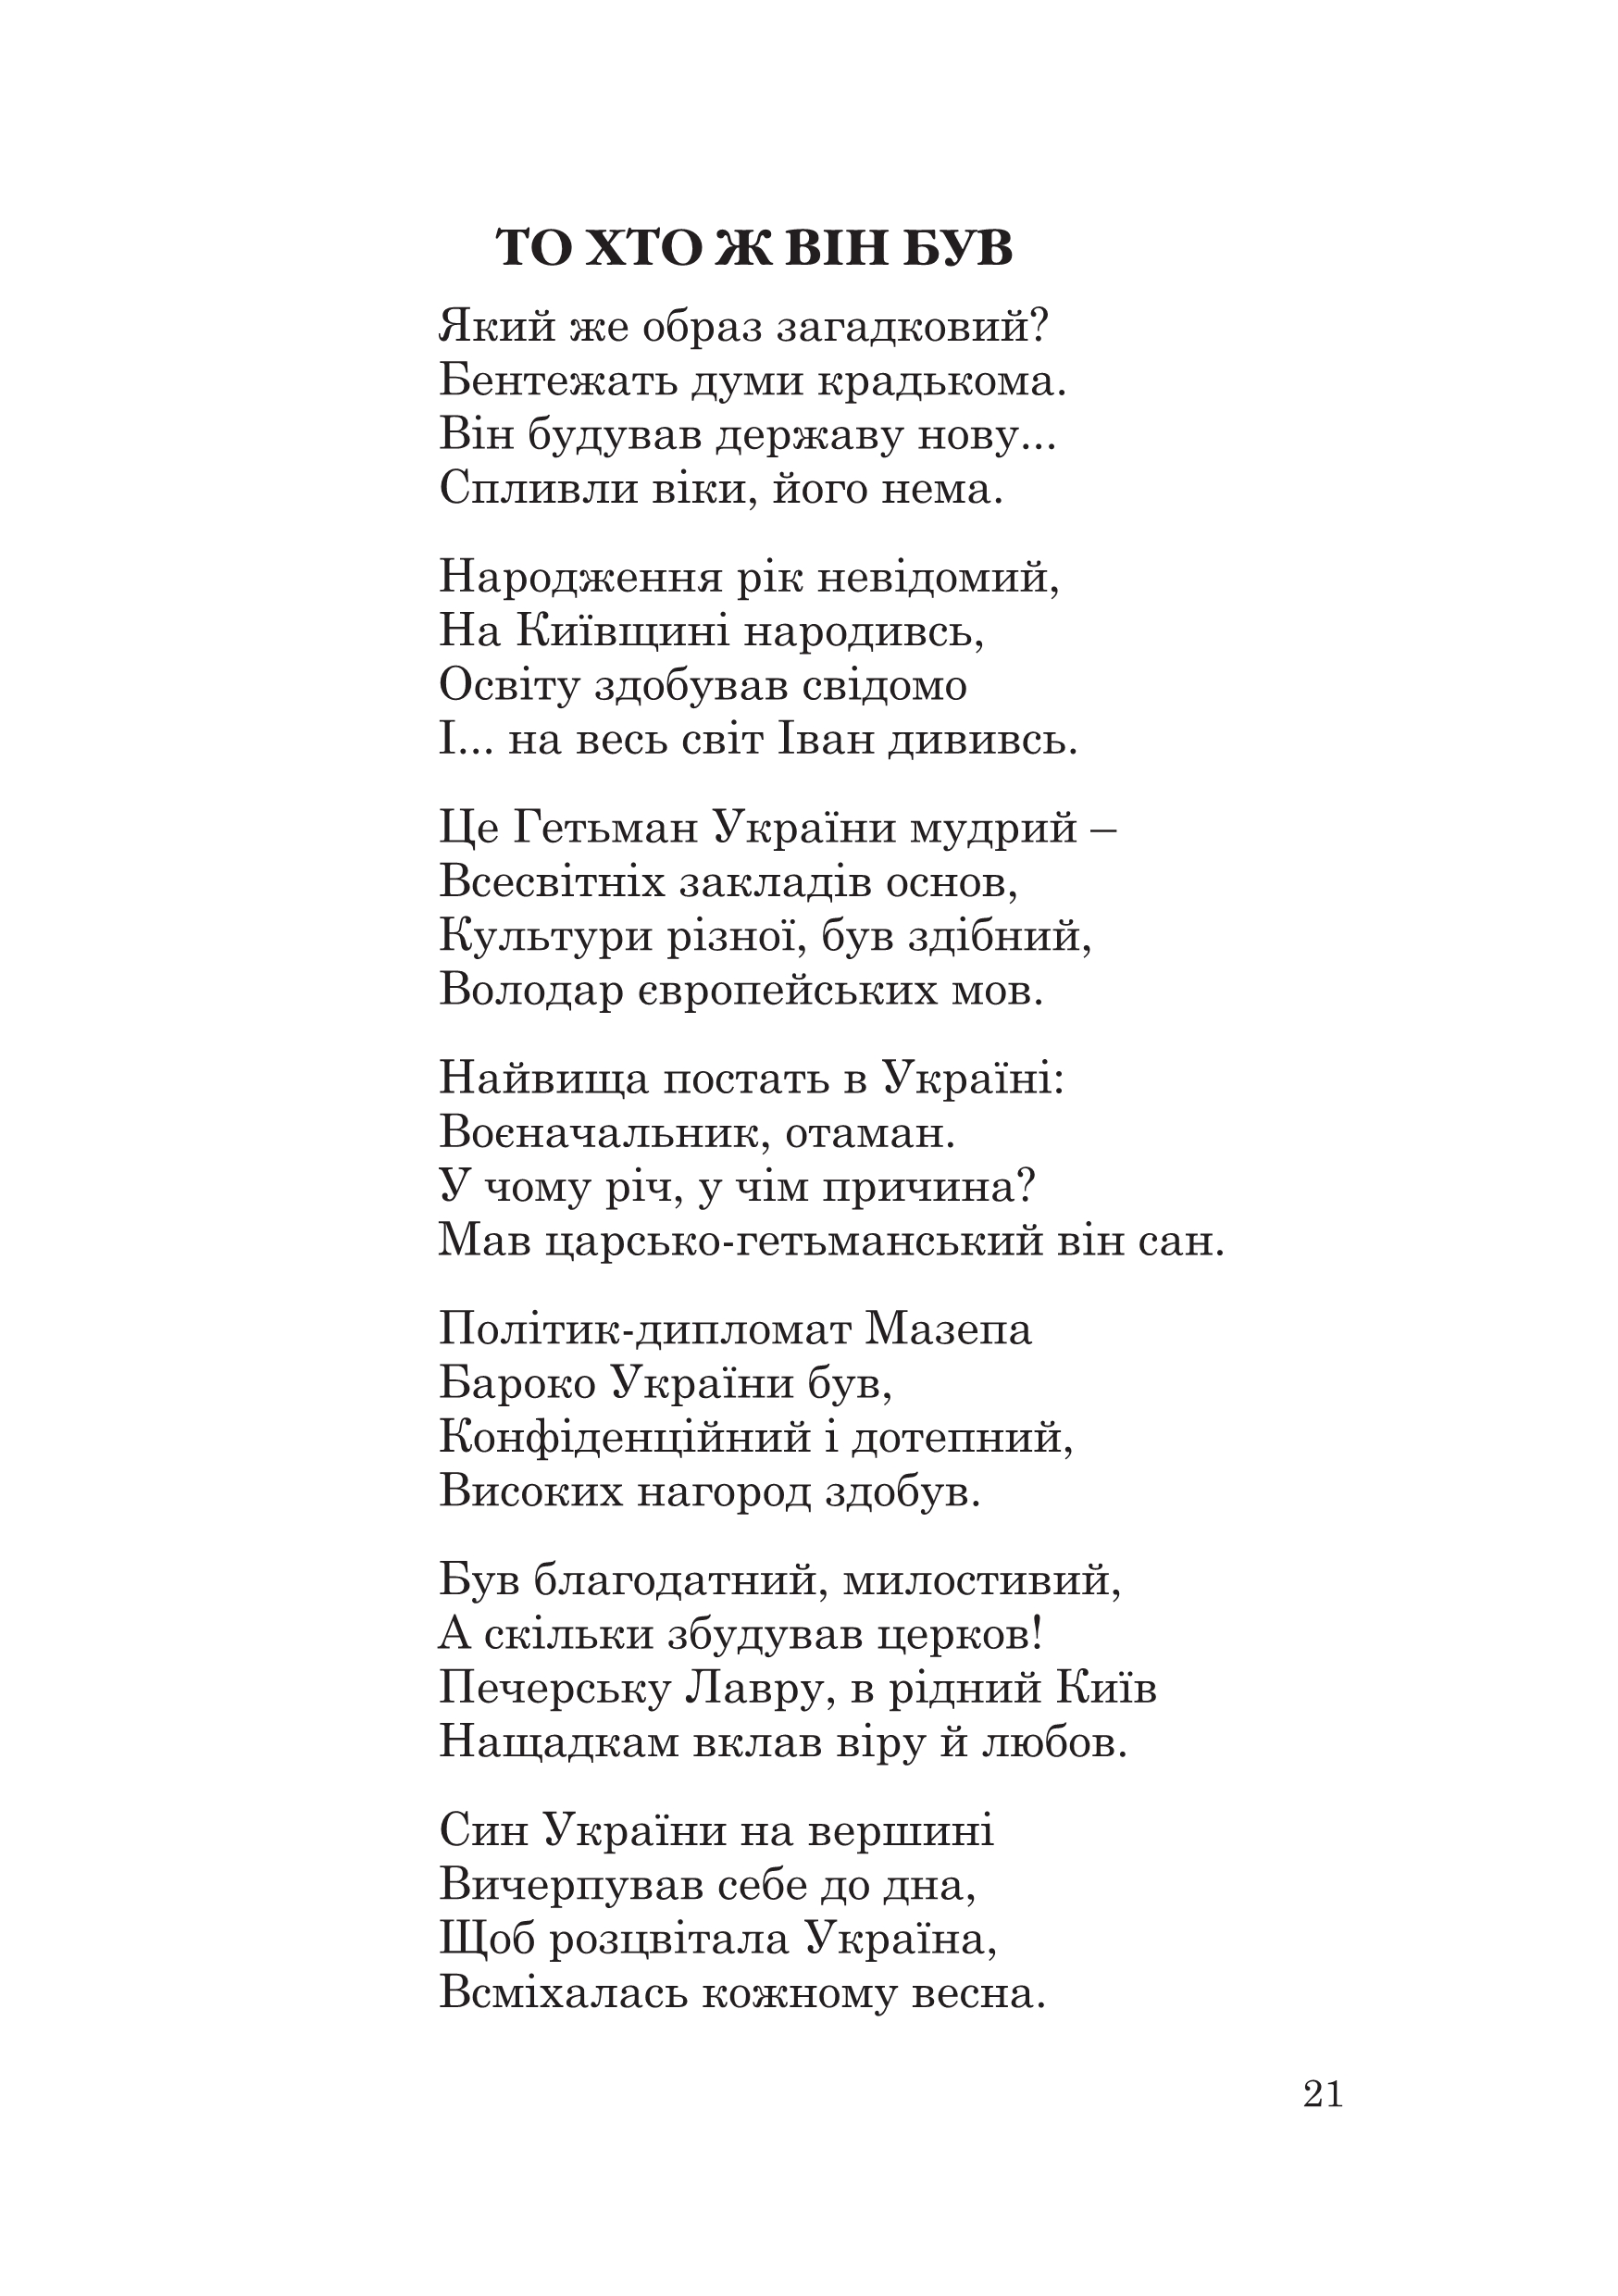 ТО ХТО Ж ВІН БУВ
Який же образ загадковий?
Бентежать думи крадькома.
Він будував державу нову...
Спливли віки, його нема.
Народження рік невідомий,
На Київщині народивсь,
Освіту здобував свідомо
І... на весь світ Іван дививсь.
Це Гетьман України мудрий –
Всесвітніх закладів основ,
Культури різної, був здібний,
Володар європейських мов.
Найвища постать в Україні:
Воєначальник, отаман.
У чому річ, у чім причина?
Мав царсько-гетьманський він сан.
Політик-дипломат Мазепа
Бароко України був,
Конфіденційний і дотепний,
Високих нагород здобув.
Був благодатний, милостивий,
А скільки збудував церков!
Печерську Лавру, в рідний Київ
Нащадкам вклав віру й любов.
Син України на вершині
Вичерпував себе до дна,
Щоб розцвітала Україна,
Всміхалась кожному весна.
21